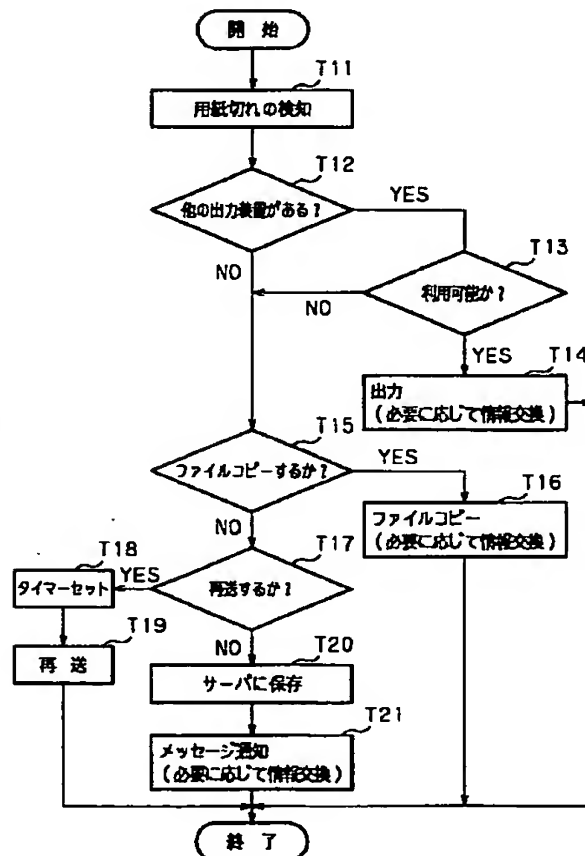 開 始
T11
用紙切れの検知
T12
他の出力装置がある?
YES
NO
T13
利用可能か?
NO
YES
T14
出力
(必要に応じて情報交換)
T15
ファイルコピーするか?
YES
NO
T16
ファイルコピー
(必要に応じて情報交換)
T17
再送するか?
YES
NO
T18
タイマーセット
T19
再 送
T20
サーバに保存
T21
メッセージ通知
(必要に応じて情報交換)
終 了